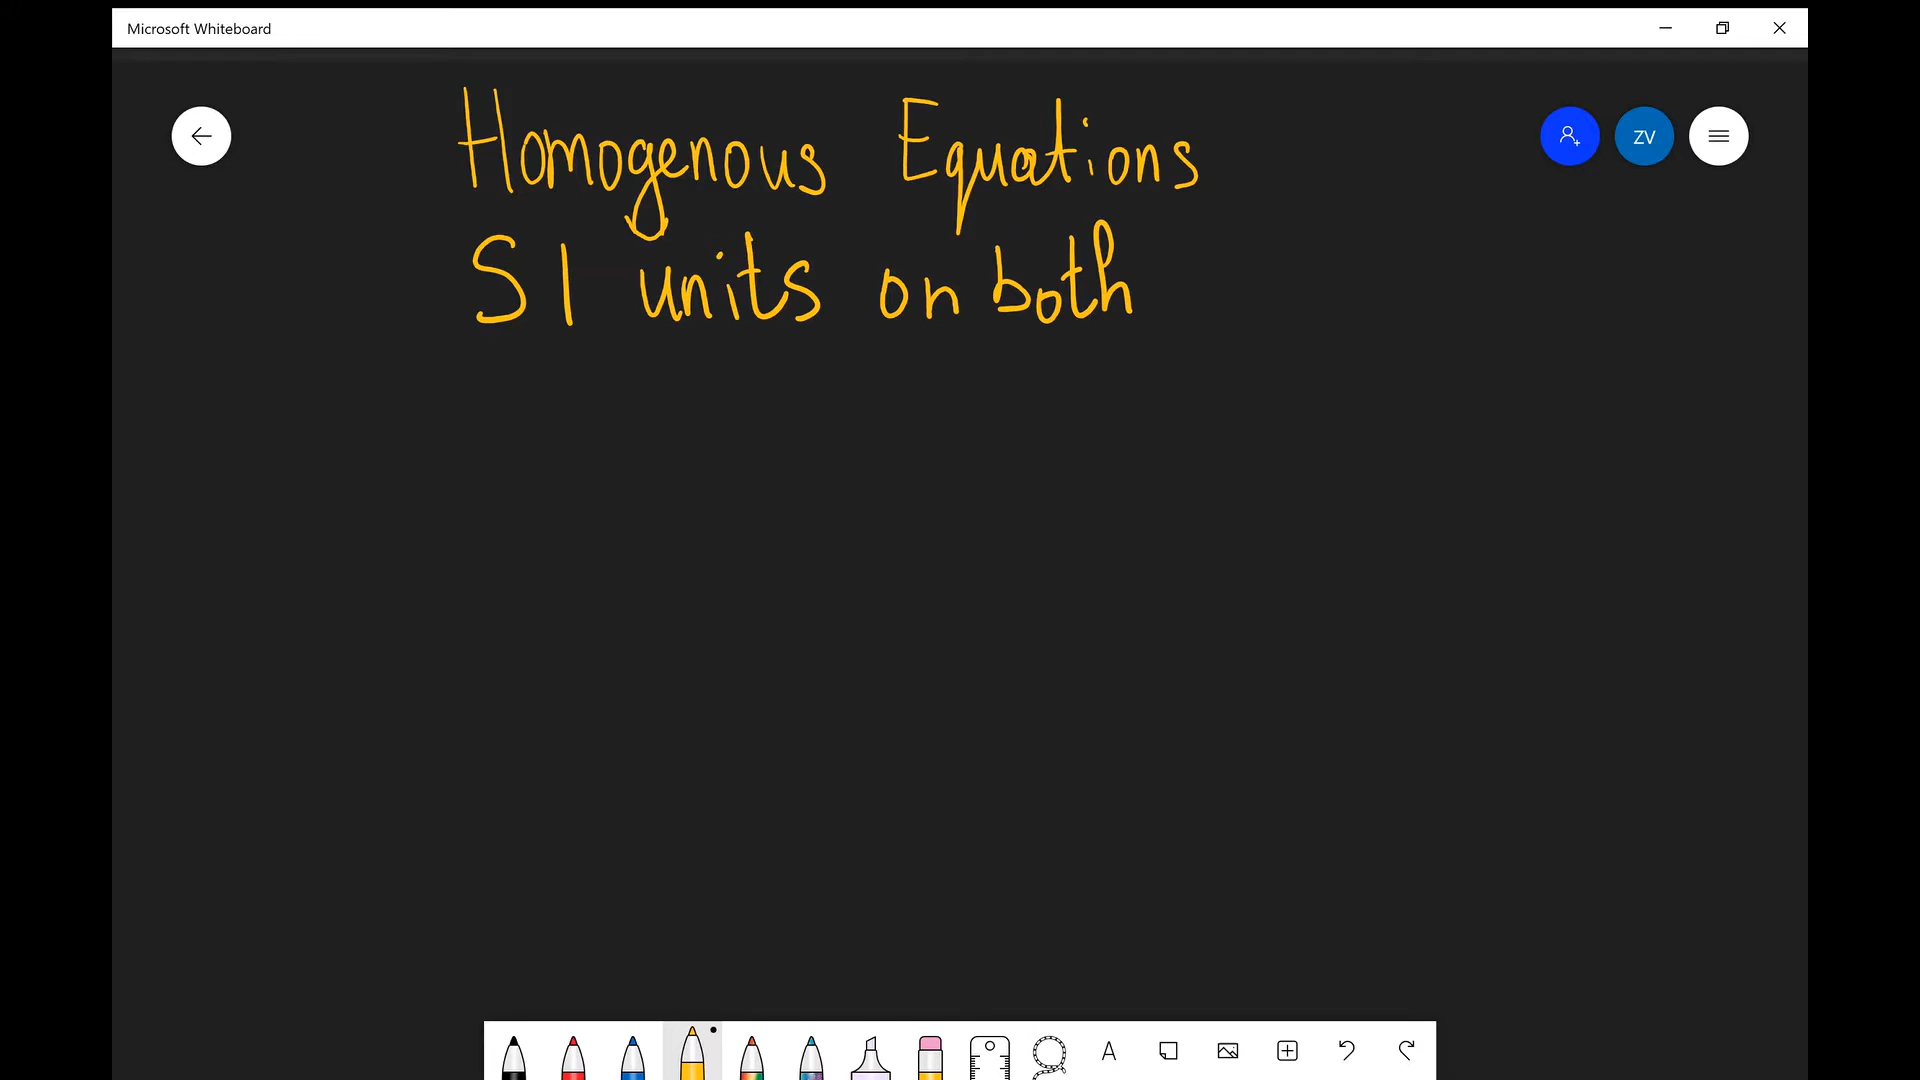 Microsoft Whiteboard
Homogenous Equations
ZV
SI units on both
A